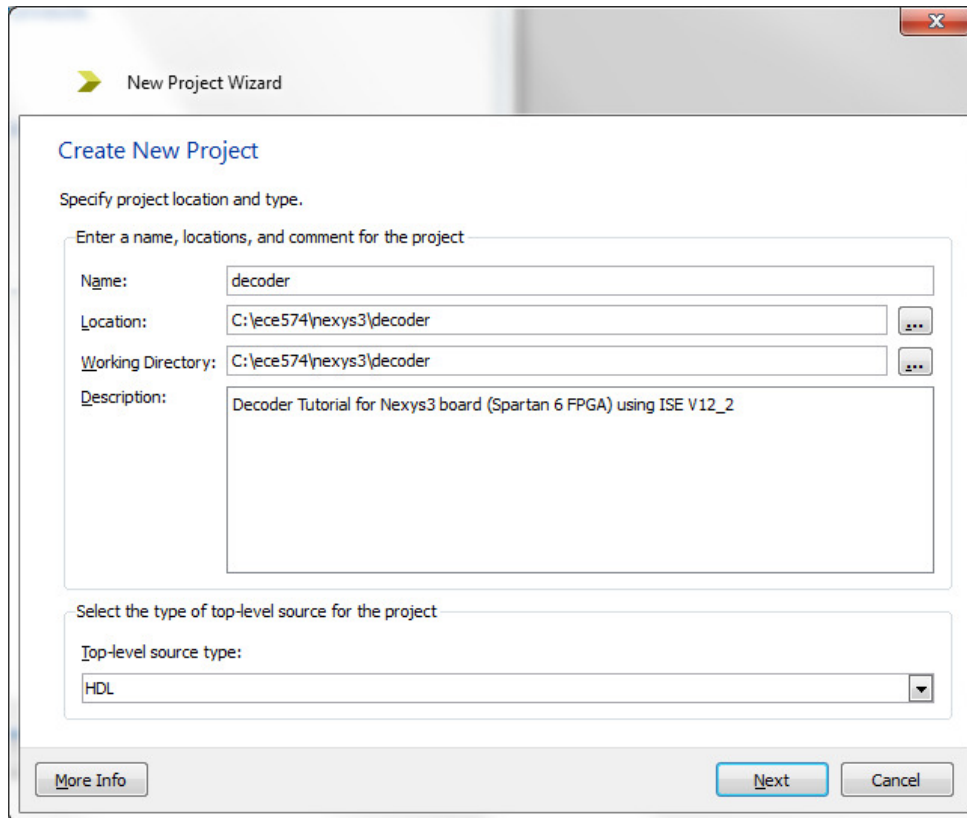 New Project Wizard
Create New Project
Specify project location and type.
Enter a name, locations, and comment for the project
Name: decoder
Location: C:\ece574\nexys3\decoder ...
Working Directory: C:\ece574\nexys3\decoder ...
Description: Decoder Tutorial for Nexys3 board (Spartan 6 FPGA) using ISE V12_2
Select the type of top-level source for the project
Top-level source type:
HDL
More Info Next Cancel